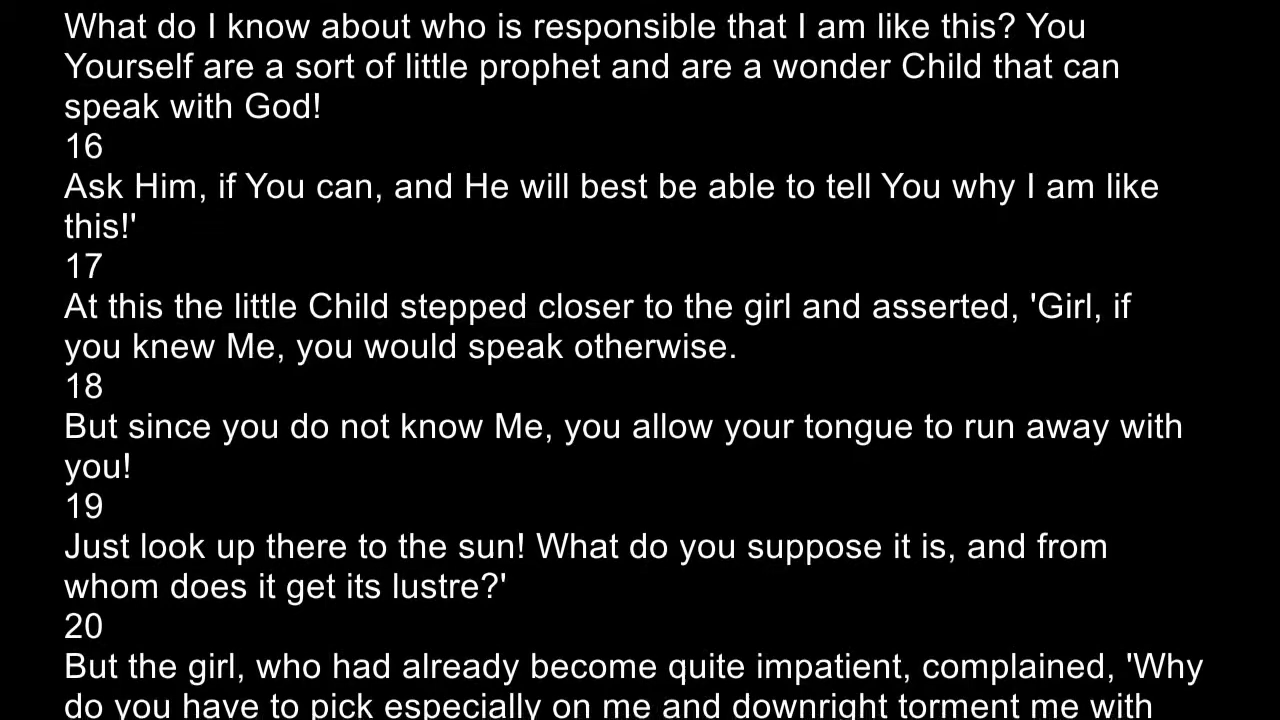 What do I know about who is responsible that I am like this? You
Yourself are a sort of little prophet and are a wonder Child that can
speak with God!
16
Ask Him, if You can, and He will best be able to tell You why I am like
this!'
17
At this the little Child stepped closer to the girl and asserted, 'Girl, if
you knew Me, you would speak otherwise.
18
But since you do not know Me, you allow your tongue to run away with
you!
19
Just look up there to the sun! What do you suppose it is, and from
whom does it get its lustre?'
20
But the girl, who had already become quite impatient, complained, 'Why
do you have to pick especially on me and downright torment me with